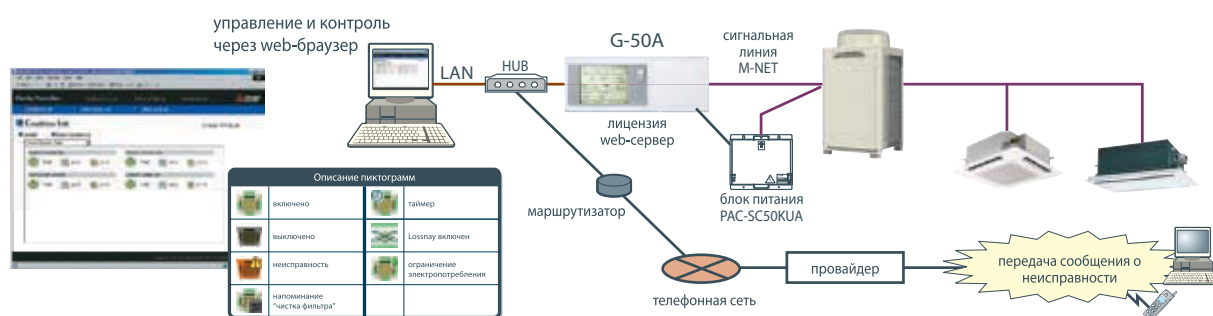 управление и контроль
через web-браузер
LAN
HUB
G-50A
сигнальная
линия
M-NET
лицензия
web-сервер
блок питания
PAC-SC50KUA
маршрутизатор
Описание пиктограмм
включено
таймер
выключено
Lossnay включен
неисправность
ограничение
электропотребления
напоминание
"чистка фильтра"
телефонная сеть
провайдер
передача сообщения о
неисправности